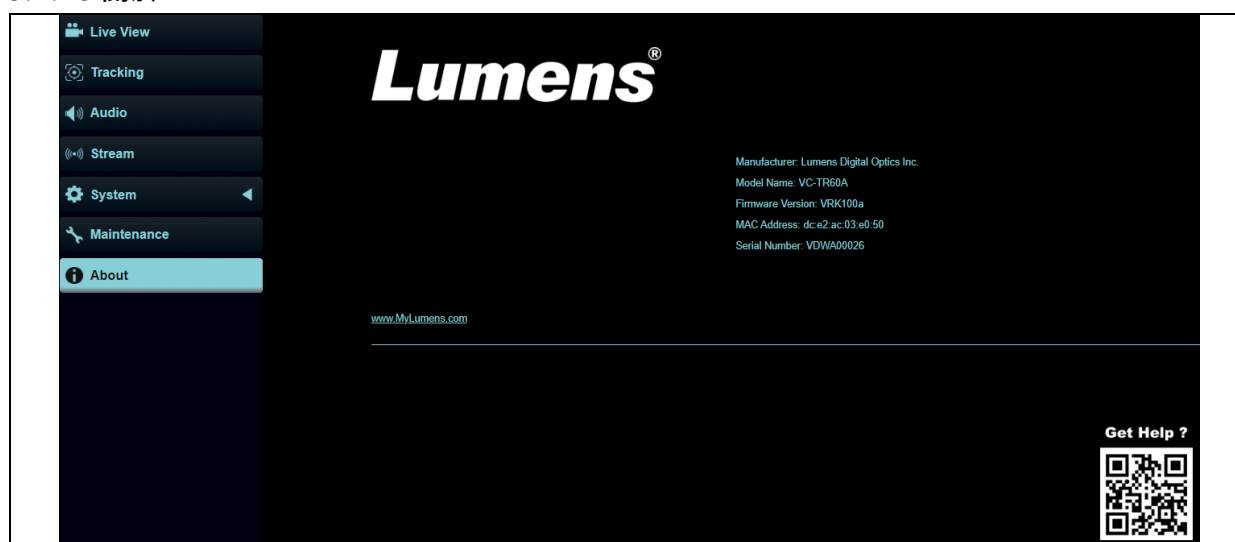 Live View
Tracking
Audio
Stream
System
Maintenance
About
Lumens®
Manufacturer: Lumens Digital Optics Inc.
Model Name: VC-TR60A
Firmware Version: VRK100a
MAC Address: dc:e2:ac:03:e0:50
Serial Number: VDWA00026
www.MyLumens.com
Get Help ?